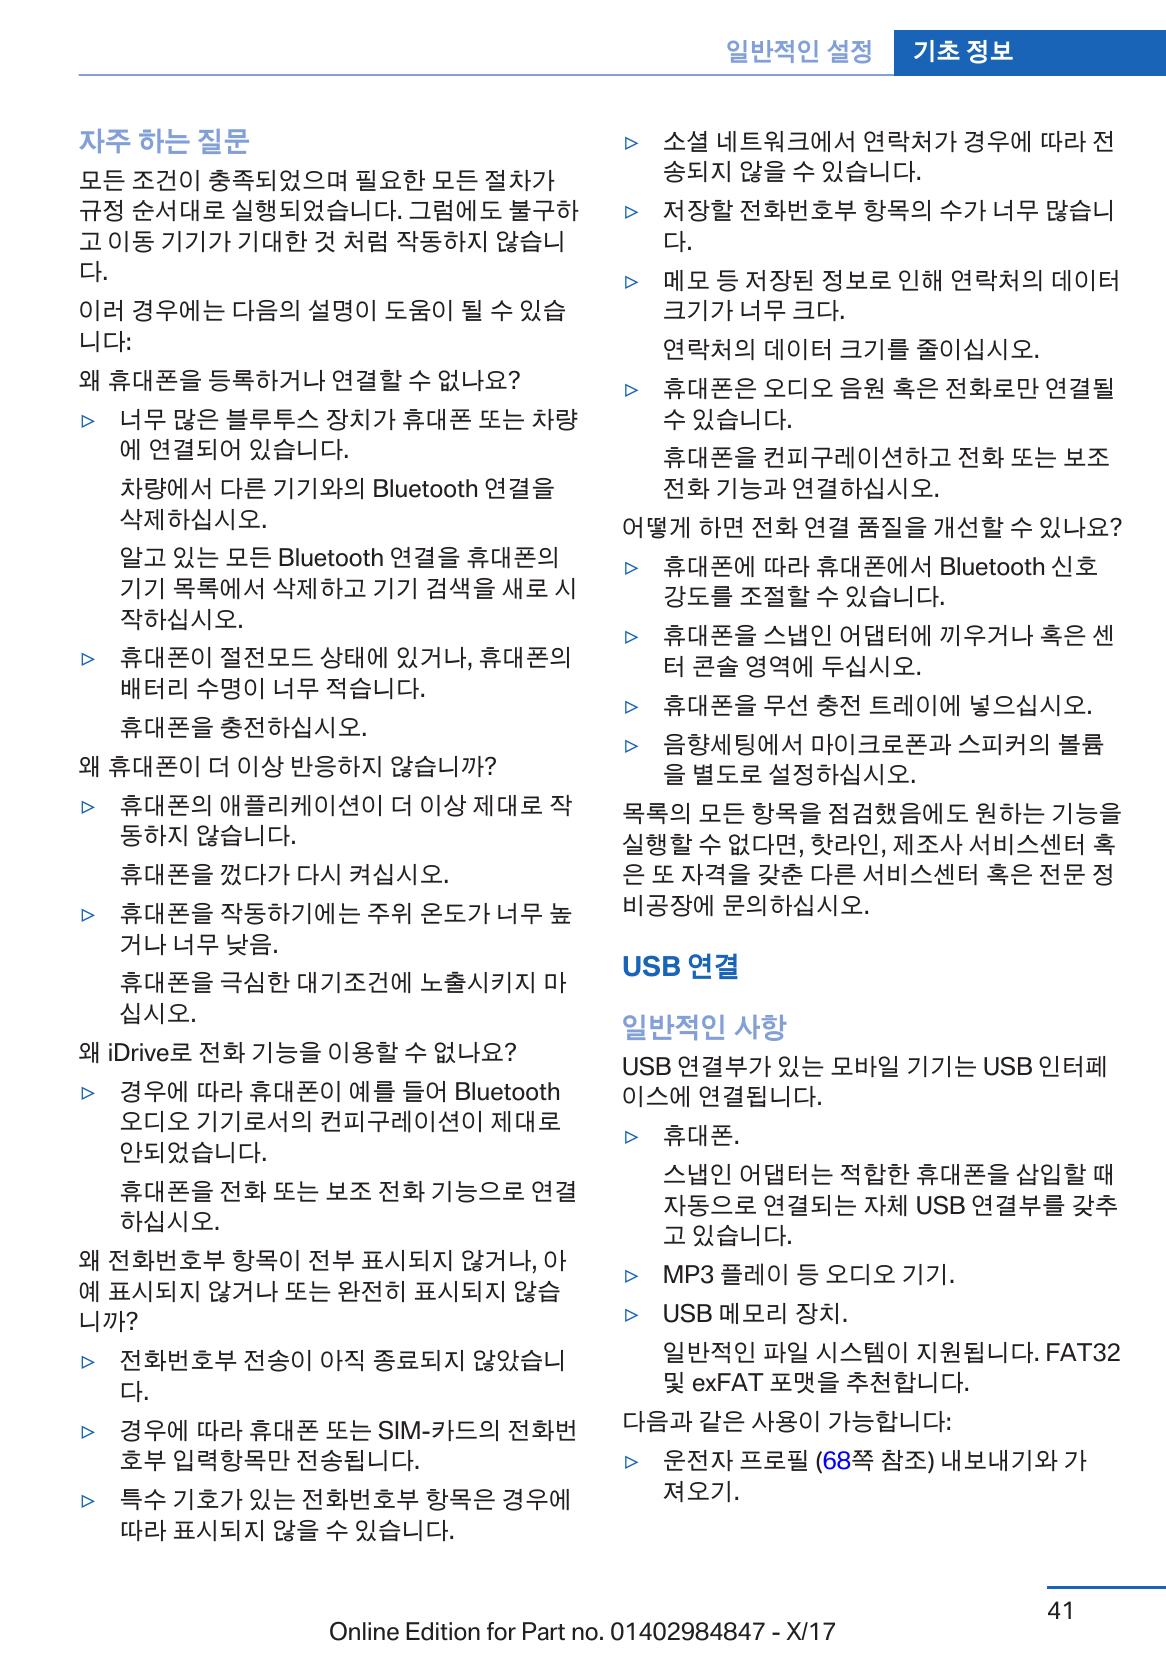 일반적인 설정 기초 정보
자주 하는 질문
모든 조건이 충족되었으며 필요한 모든 절차가
규정 순서대로 실행되었습니다. 그럼에도 불구하
고 이동 기기가 기대한 것 처럼 작동하지 않습니
다.
이러 경우에는 다음의 설명이 도움이 될 수 있습
니다:
왜 휴대폰을 등록하거나 연결할 수 없나요?
▷ 너무 많은 블루투스 장치가 휴대폰 또는 차량
에 연결되어 있습니다.
차량에서 다른 기기와의 Bluetooth 연결을
삭제하십시오.
알고 있는 모든 Bluetooth 연결을 휴대폰의
기기 목록에서 삭제하고 기기 검색을 새로 시
작하십시오.
▷ 휴대폰이 절전모드 상태에 있거나, 휴대폰의
배터리 수명이 너무 적습니다.
휴대폰을 충전하십시오.
왜 휴대폰이 더 이상 반응하지 않습니까?
▷ 휴대폰의 애플리케이션이 더 이상 제대로 작
동하지 않습니다.
휴대폰을 껐다가 다시 켜십시오.
▷ 휴대폰을 작동하기에는 주위 온도가 너무 높
거나 너무 낮음.
휴대폰을 극심한 대기조건에 노출시키지 마
십시오.
왜 iDrive로 전화 기능을 이용할 수 없나요?
▷ 경우에 따라 휴대폰이 예를 들어 Bluetooth
오디오 기기로서의 컨피구레이션이 제대로
안되었습니다.
휴대폰을 전화 또는 보조 전화 기능으로 연결
하십시오.
왜 전화번호부 항목이 전부 표시되지 않거나, 아
예 표시되지 않거나 또는 완전히 표시되지 않습
니까?
▷ 전화번호부 전송이 아직 종료되지 않았습니
다.
▷ 경우에 따라 휴대폰 또는 SIM-카드의 전화번
호부 입력항목만 전송됩니다.
▷ 특수 기호가 있는 전화번호부 항목은 경우에
따라 표시되지 않을 수 있습니다.
▷ 소셜 네트워크에서 연락처가 경우에 따라 전
송되지 않을 수 있습니다.
▷ 저장할 전화번호부 항목의 수가 너무 많습니
다.
▷ 메모 등 저장된 정보로 인해 연락처의 데이터
크기가 너무 크다.
연락처의 데이터 크기를 줄이십시오.
▷ 휴대폰은 오디오 음원 혹은 전화로만 연결될
수 있습니다.
휴대폰을 컨피구레이션하고 전화 또는 보조
전화 기능과 연결하십시오.
어떻게 하면 전화 연결 품질을 개선할 수 있나요?
▷ 휴대폰에 따라 휴대폰에서 Bluetooth 신호
강도를 조절할 수 있습니다.
▷ 휴대폰을 스냅인 어댑터에 끼우거나 혹은 센
터 콘솔 영역에 두십시오.
▷ 휴대폰을 무선 충전 트레이에 넣으십시오.
▷ 음향세팅에서 마이크로폰과 스피커의 볼륨
을 별도로 설정하십시오.
목록의 모든 항목을 점검했음에도 원하는 기능을
실행할 수 없다면, 핫라인, 제조사 서비스센터 혹
은 또 자격을 갖춘 다른 서비스센터 혹은 전문 정
비공장에 문의하십시오.
USB 연결
일반적인 사항
USB 연결부가 있는 모바일 기기는 USB 인터페
이스에 연결됩니다.
▷ 휴대폰.
스냅인 어댑터는 적합한 휴대폰을 삽입할 때
자동으로 연결되는 자체 USB 연결부를 갖추
고 있습니다.
▷ MP3 플레이 등 오디오 기기.
▷ USB 메모리 장치.
일반적인 파일 시스템이 지원됩니다. FAT32
및 exFAT 포맷을 추천합니다.
다음과 같은 사용이 가능합니다:
▷ 운전자 프로필 (68쪽 참조) 내보내기와 가
져오기.
41
Online Edition for Part no. 01402984847 - X/17